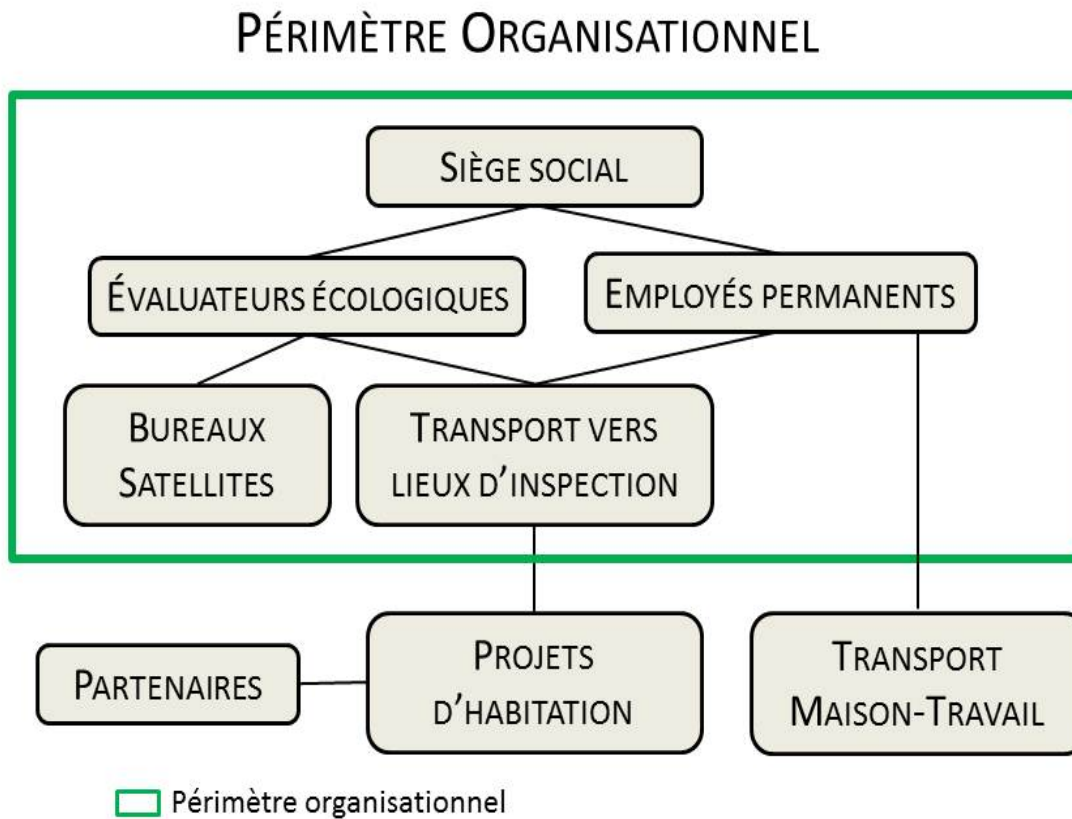 PÉRIMÈTRE ORGANISATIONNEL
SIÈGE SOCIAL
ÉVALUATEURS ÉCOLOGIQUES
EMPLOYÉS PERMANENTS
BUREAUX
SATELLITES
TRANSPORT VERS
LIEUX D'INSPECTION
PARTENAIRES
PROJETS
D'HABITATION
TRANSPORT
MAISON-TRAVAIL
Périmètre organisationnel